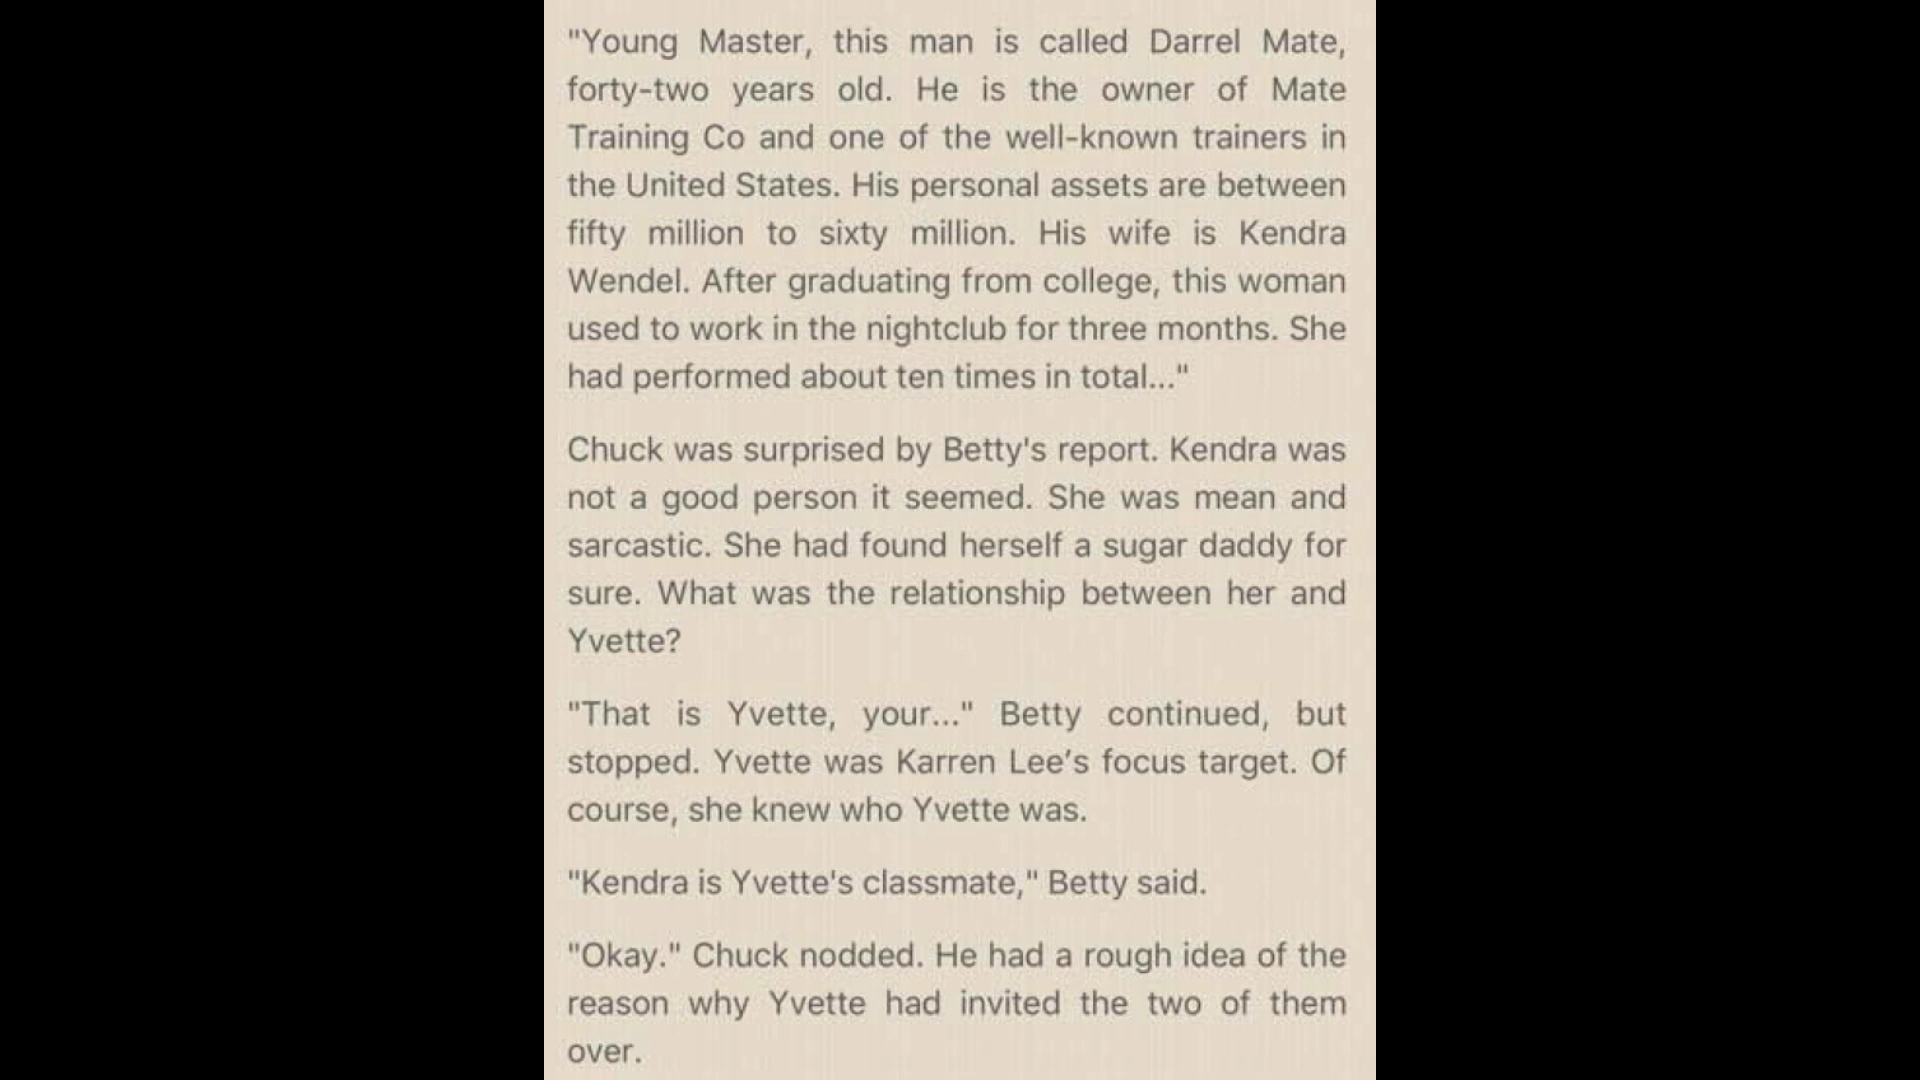 "Young Master, this man is called Darrel Mate,
forty-two years old. He is the owner of Mate
Training Co and one of the well-known trainers in
the United States. His personal assets are between
fifty million to sixty million. His wife is Kendra
Wendel. After graduating from college, this woman
used to work in the nightclub for three months. She
had performed about ten times in total..."
Chuck was surprised by Betty's report. Kendra was
not a good person it seemed. She was mean and
sarcastic. She had found herself a sugar daddy for
sure. What was the relationship between her and
Yvette?
"That is Yvette, your..." Betty continued, but
stopped. Yvette was Karren Lee’s focus target. Of
course, she knew who Yvette was.
"Kendra is Yvette's classmate," Betty said.
"Okay." Chuck nodded. He had a rough idea of the
reason why Yvette had invited the two of them
over.